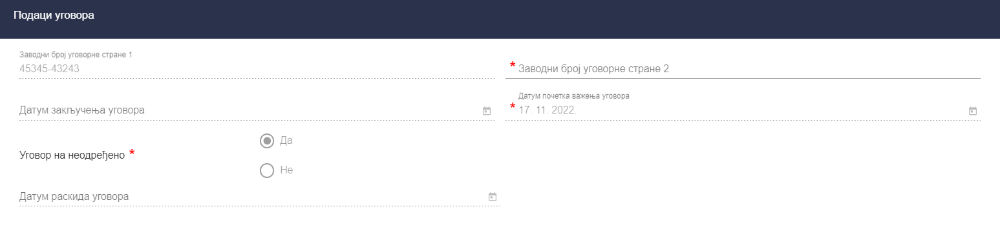 Подаци уговора
Заводни број уговорне стране 1
45345-43243
* Заводни број уговорне стране 2
Датум закључења уговора
Датум почетка важења уговора
* 17. 11. 2022.
Да
Уговор на неодређено *
Не
Датум раскида уговора